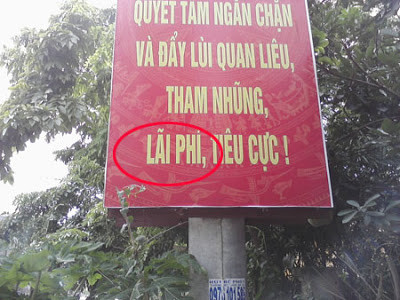 QUYẾT TÂM NGĂN CHẶN
VÀ ĐẨY LÙI QUAN LIÊU,
THAM NHŨNG,
LÃI PHÍ, TIÊU CỰC !